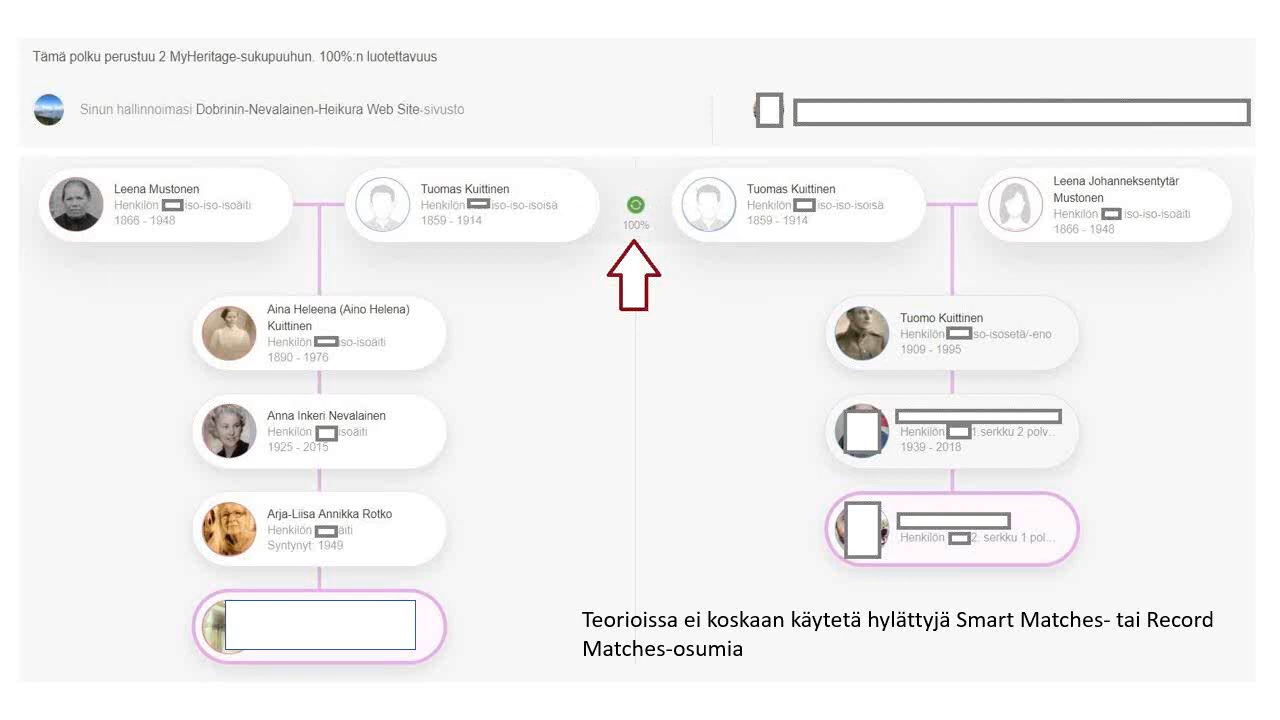 Tämä polku perustuu 2 MyHeritage-sukupuuhun. 100%:n luotettavuus
Sinun hallinnoimasi Dobrinin-Nevalainen-Heikura Web Site-sivusto
Leena Mustonen
Henkilön iso-iso-isoäiti
1866 - 1948
Tuomas Kuittinen
Henkilön iso-iso-isoisä
1859 - 1914
100%
Tuomas Kuittinen
Henkilön iso-iso-isoisä
1859 - 1914
Leena Johanneksentytär
Mustonen
Henkilön iso-iso-isoäiti
1866 - 1948
Aina Heleena (Aino Helena)
Kuittinen
Henkilön iso-isoäiti
1890 - 1976
Tuomo Kuittinen
Henkilön so-isosetä/-eno
1909 - 1995
Anna Inkeri Nevalainen
Henkilön isoäiti
1925 - 2015
Henkilön 1.serkku 2 polv...
1939 - 2018
Arja-Liisa Annikka Rotko
Henkilön äiti
Syntynyt: 1949
Henkilön 2. serkku 1 pol...
Teorioissa ei koskaan käytetä hylättyjä Smart Matches- tai Record
Matches-osumia